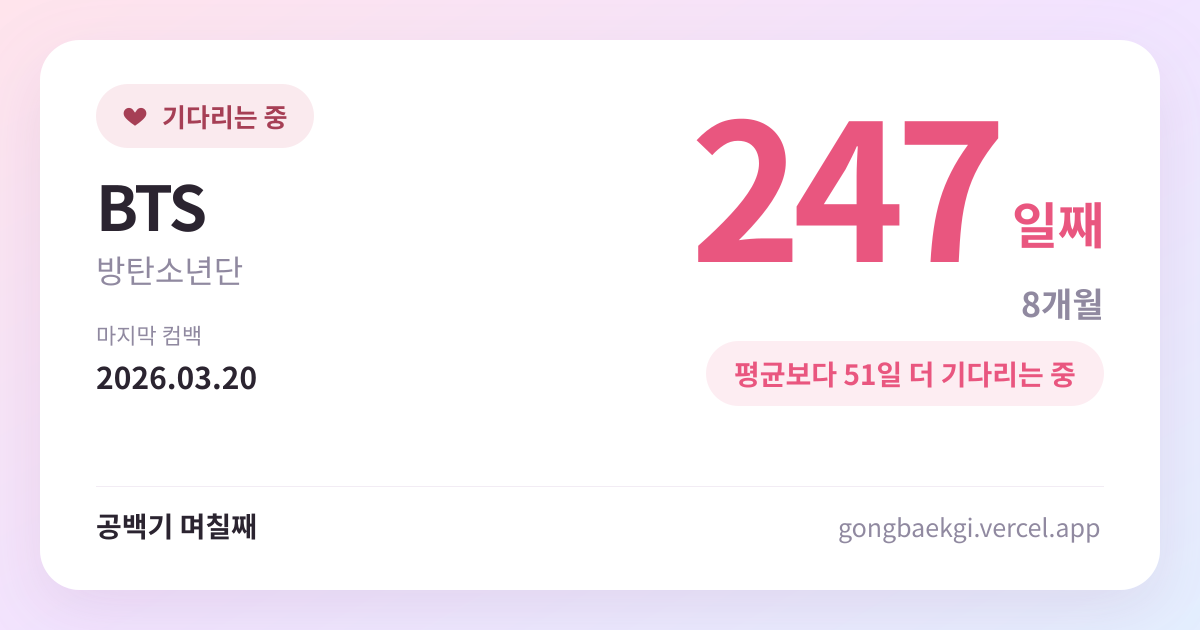 기다리는 중
BTS
방탄소년단
마지막 컴백
2026.03.20
247 일째
8개월
평균보다 51일 더 기다리는 중
공백기 며칠째
gongbaekgi.vercel.app